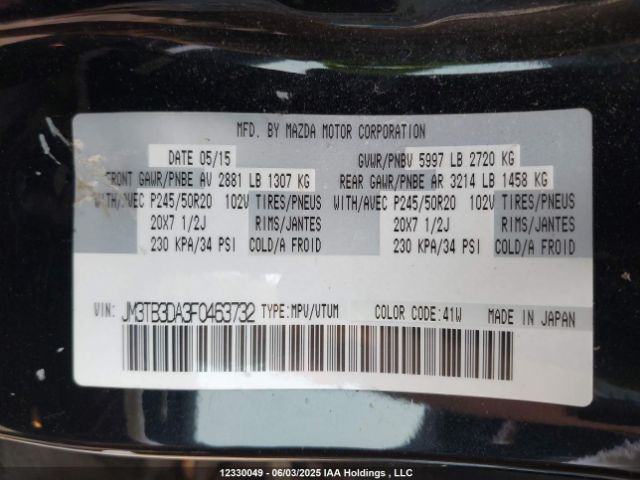 MFD. BY MAZDA MOTOR CORPORATION
DATE 05/15 GVWR/PNBV 5997 LB 2720 KG
FRONT GAWR/PNBE AV 2881 LB 1307 KG REAR GAWR/PNBE AR 3214 LB 1458 KG
WITH/AVEC P245/50R20 102V TIRES/PNEUS WITH/AVEC P245/50R20 102V TIRES/PNEUS
20X7 1/2J RIMS/JANTES 20X7 1/2J RIMS/JANTES
230 KPA/34 PSI COLD/A FROID 230 KPA/34 PSI COLD/A FROID
VIN: JM3TB3DA3F0463732 TYPE:MPV/VTUM COLOR CODE:41W MADE IN JAPAN
12330049 - 06/03/2025 IAA Holdings , LLC